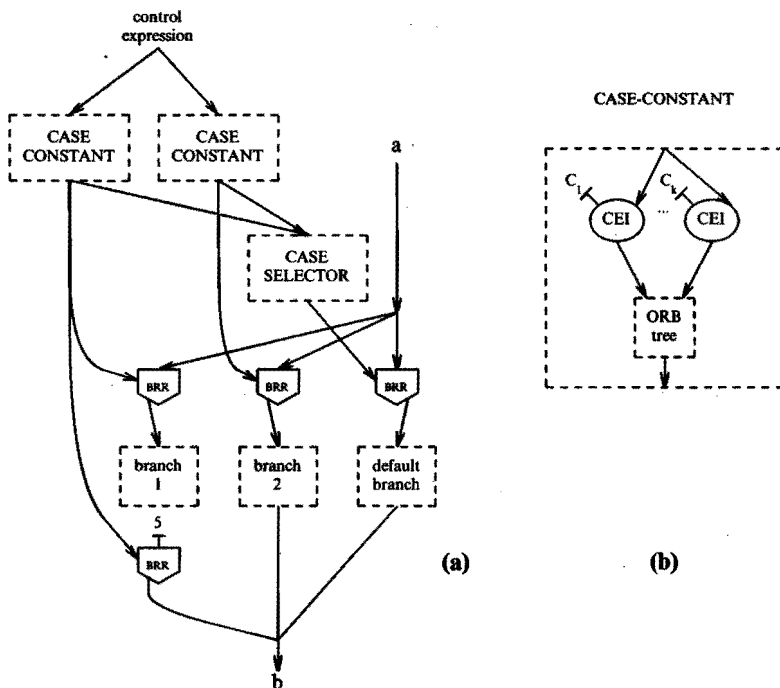 control
expression
CASE
CONSTANT
CASE
CONSTANT
a
CASE
SELECTOR
BRR
BRR
BRR
branch
1
branch
2
default
branch
5
BRR
(a)
b
CASE-CONSTANT
C1
CEI
...
Ck
CEI
ORB
tree
(b)